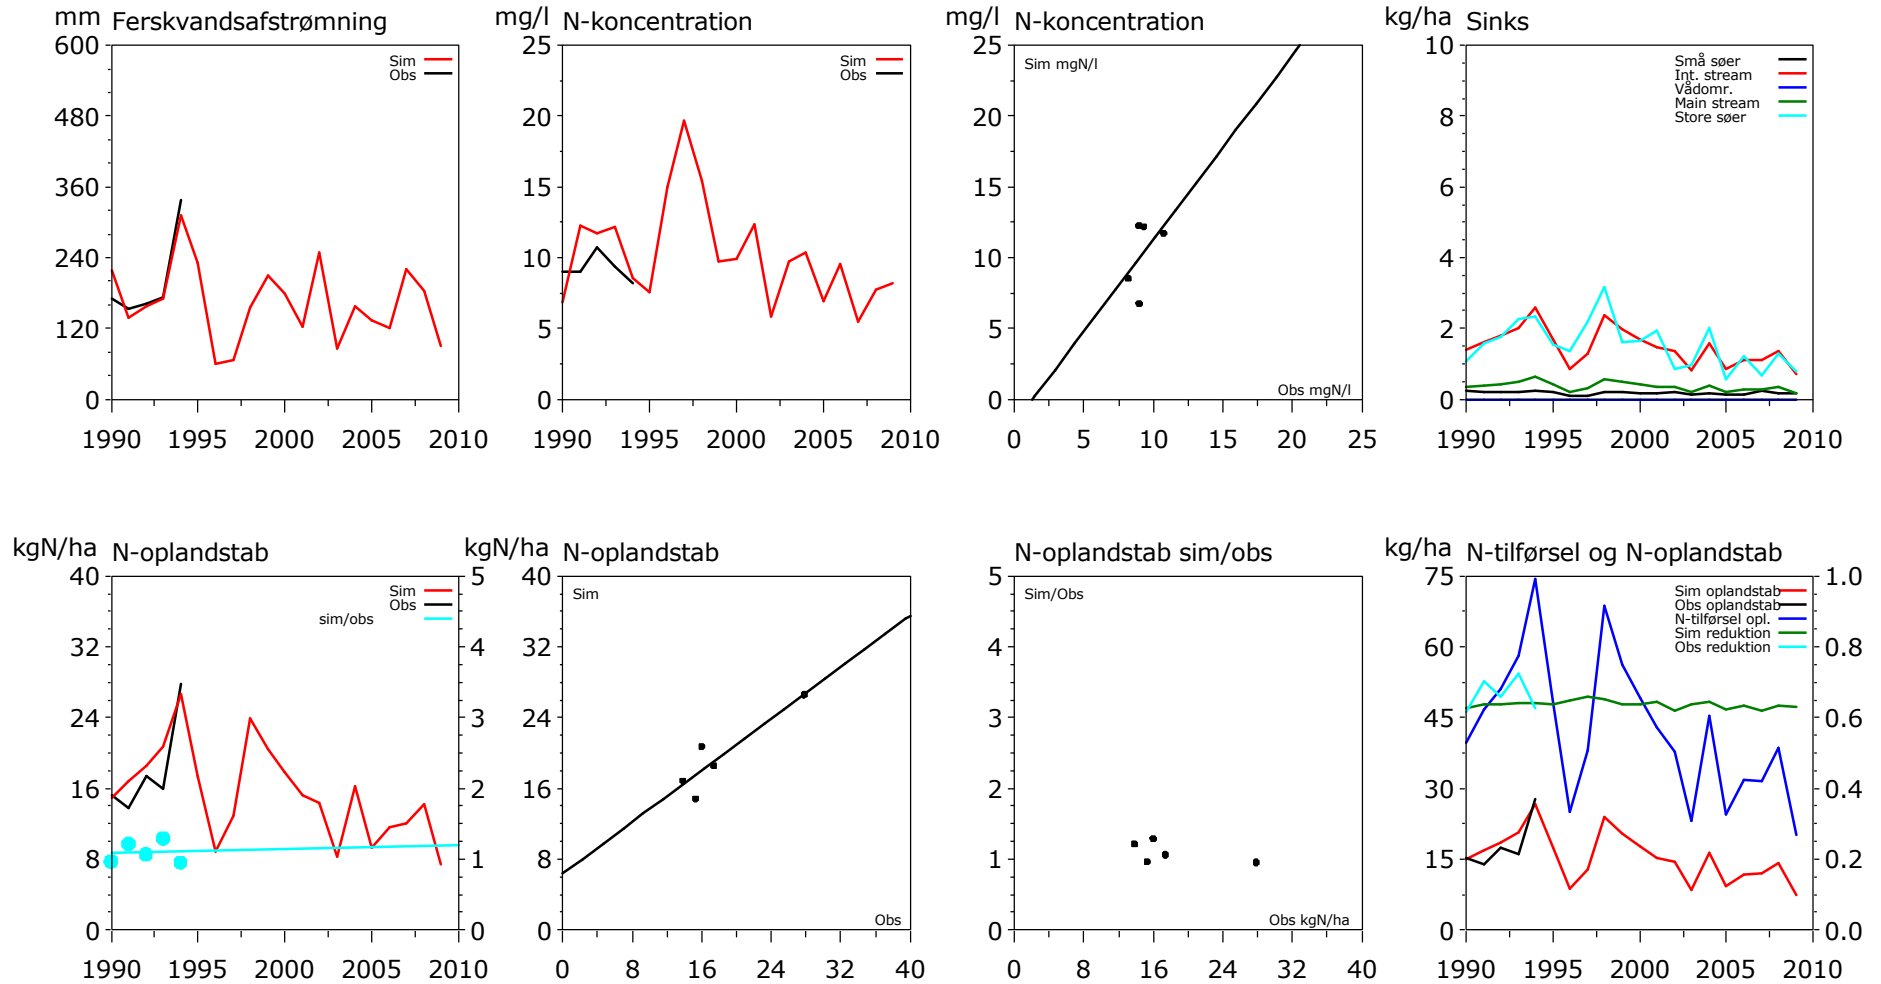 mm Ferskvandsafstrømning
600
480
360
240
120
0
1990 1995 2000 2005 2010
Sim
Obs
mg/l N-koncentration
25
20
15
10
5
0
1990 1995 2000 2005 2010
Sim
Obs
mg/l N-koncentration
25
20
15
10
5
0
0 5 10 15 20 25
Sim mgN/l
Obs mgN/l
kg/ha Sinks
10
8
6
4
2
0
1990 1995 2000 2005 2010
Små søer
Int. stream
Vådomr.
Main stream
Store søer
kgN/ha N-oplandstab
40
32
24
16
8
0
5
4
3
2
1
0
1990 1995 2000 2005 2010
Sim
Obs
sim/obs
kgN/ha N-oplandstab
40
32
24
16
8
0
0 8 16 24 32 40
Sim
Obs
N-oplandstab sim/obs
5
4
3
2
1
0
0 8 16 24 32 40
Sim/Obs
Obs kgN/ha
kg/ha N-tilførsel og N-oplandstab
75
60
45
30
15
0
1.0
0.8
0.6
0.4
0.2
0.0
1990 1995 2000 2005 2010
Sim oplandstab
Obs oplandstab
N-tilførsel opl.
Sim reduktion
Obs reduktion